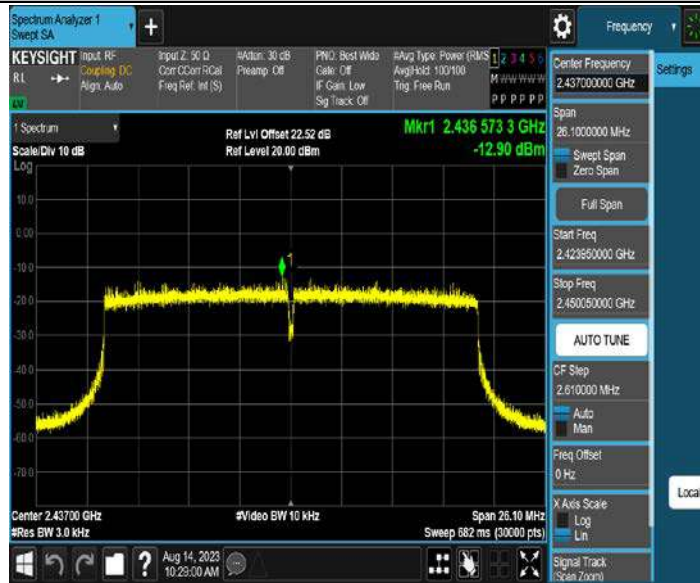 Spectrum Analyzer 1
Swept SA
+
Frequency
KEYSIGHT
RL
Input: RF
Coupling: DC
Align: Auto
Input Z: 50 Ω
Corr CCorr RCal
Freq Ref: Int (S)
#Atten: 30 dB
Preamp: Off
PNO: Best Wide
Gate: Off
IF Gain: Low
Sig Track: Off
#Avg Type: Power (RMS
Avg|Hold: 100/100
Trig: Free Run
1 2 3 4 5 6
M W W W W W
P P P P P P
Center Frequency
2.437000000 GHz
Settings
Span
26.1000000 MHz
Swept Span
Zero Span
Full Span
Start Freq
2.423950000 GHz
Stop Freq
2.450050000 GHz
AUTO TUNE
CF Step
2.610000 MHz
Auto
Man
Freq Offset
0 Hz
X Axis Scale
Log
Lin
Signal Track
(Span Zoom)
Local
1 Spectrum
Scale/Div 10 dB
Log
Ref Lvl Offset 22.52 dB
Ref Level 20.00 dBm
Mkr1 2.436 573 3 GHz
-12.90 dBm
10.0
0.00
-10.0
-20.0
-30.0
-40.0
-50.0
-60.0
-70.0
1
Center 2.43700 GHz
#Res BW 3.0 kHz
#Video BW 10 kHz
Span 26.10 MHz
Sweep 682 ms (30000 pts)
?
Aug 14, 2023
10:29:00 AM